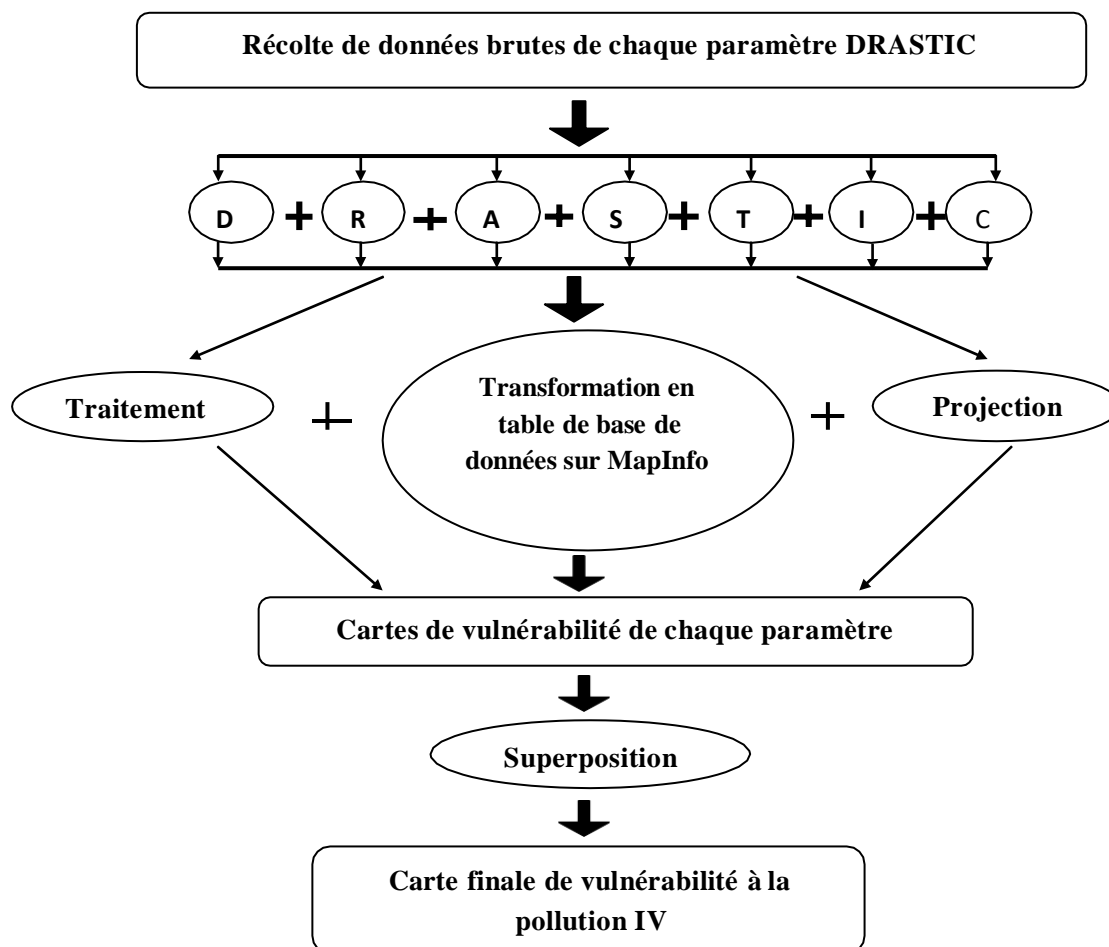 Récolte de données brutes de chaque paramètre DRASTIC
D + R + A + S + T + I + C
Traitement
+
Transformation en
table de base de
données sur MapInfo
+
Projection
Cartes de vulnérabilité de chaque paramètre
Superposition
Carte finale de vulnérabilité à la
pollution IV